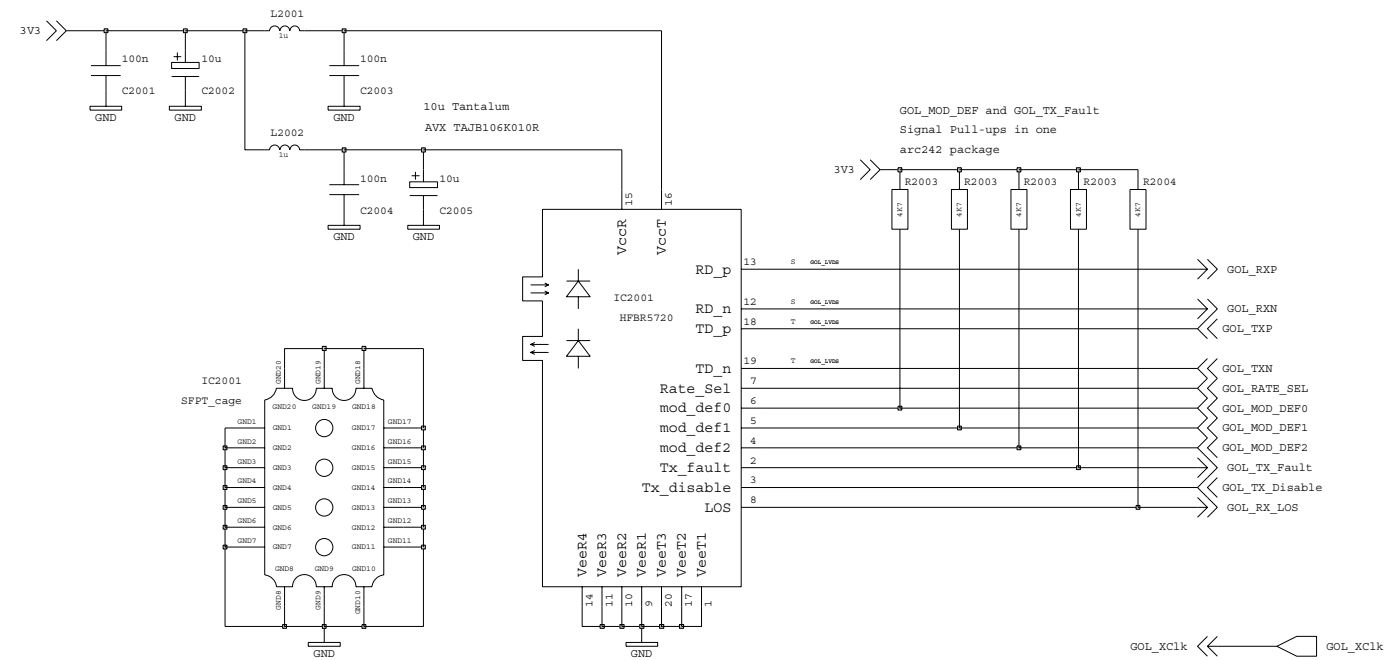 3V3
L2001
1u
100n
C2001
GND
10u
C2002
GND
100n
C2003
GND
10u Tantalum
AVX TAJB106K010R
L2002
1u
100n
C2004
GND
10u
C2005
GND
GOL_MOD_DEF and GOL_TX_Fault
Signal Pull-ups in one
arc242 package
3V3
R2003
R2003
R2003
R2003
R2004
4K7
4K7
4K7
4K7
4K7
15
16
VccR
VccT
IC2001
HFBR5720
RD_p
13
S GOL_LVDS
GOL_RXP
RD_n
12
S GOL_LVDS
GOL_RXN
TD_p
18
T GOL_LVDS
GOL_TXP
TD_n
19
T GOL_LVDS
GOL_TXN
Rate_Sel
7
GOL_RATE_SEL
mod_def0
6
GOL_MOD_DEF0
mod_def1
5
GOL_MOD_DEF1
mod_def2
4
GOL_MOD_DEF2
Tx_fault
2
GOL_TX_Fault
Tx_disable
3
GOL_TX_Disable
LOS
8
GOL_RX_LOS
VeeR4
VeeR3
VeeR2
VeeR1
VeeT3
VeeT2
VeeT1
14
11
10
9
20
17
1
GND
IC2001
SFPT_cage
GND20
GND19
GND18
GND20
GND19
GND18
GND1
GND1
GND17
GND17
GND2
GND2
GND16
GND16
GND3
GND3
GND15
GND15
GND4
GND4
GND14
GND14
GND5
GND5
GND13
GND13
GND6
GND6
GND12
GND12
GND7
GND7
GND11
GND11
GND8
GND9
GND10
GND8
GND9
GND10
GND
GOL_XClk
GOL_XClk